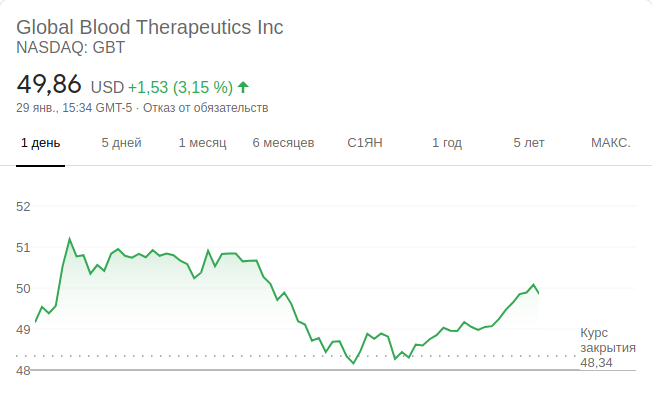 Global Blood Therapeutics Inc
NASDAQ: GBT
49,86 USD +1,53 (3,15 %)
29 янв., 15:34 GMT-5 · Отказ от обязательств
1 день 5 дней 1 месяц 6 месяцев С1ЯН 1 год 5 лет МАКС.
52
51
50
49
Курс
закрытия
48,34
48